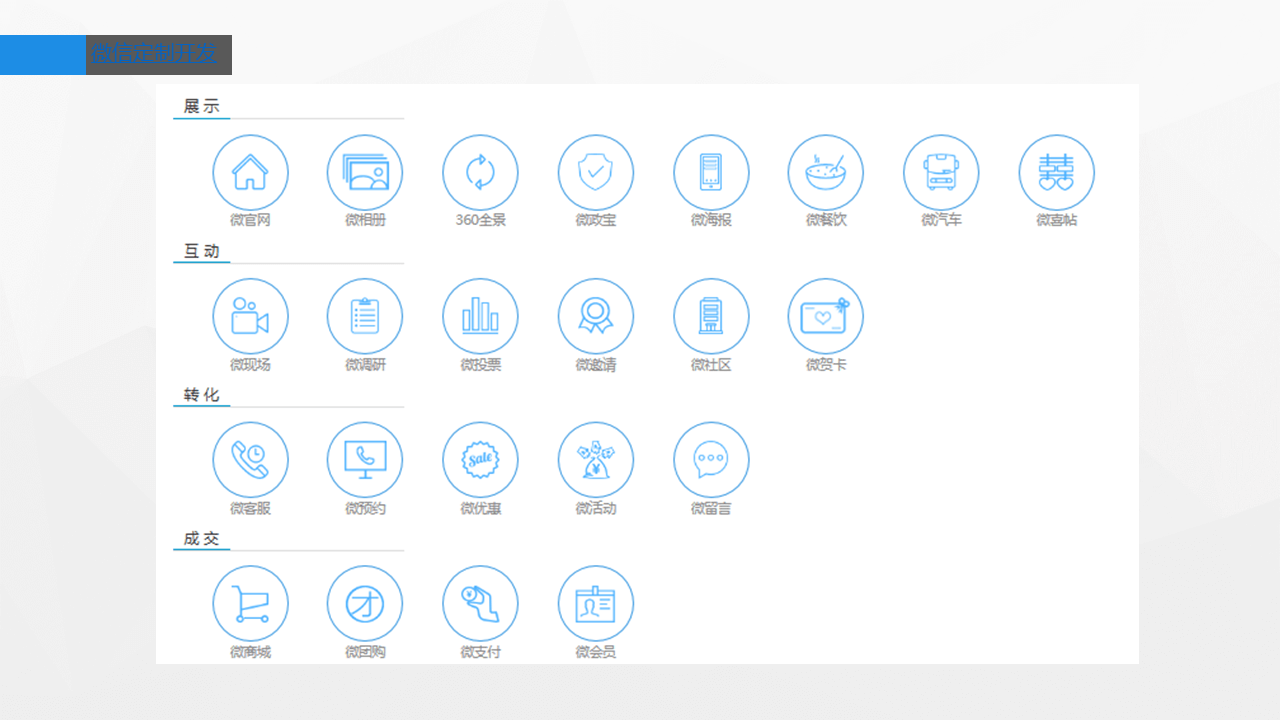 微信定制开发
展示
微官网 微相册 360全景 微政宝 微海报 微餐饮 微汽车 微喜帖
互动
微现场 微调研 微投票 微邀请 微社区 微贺卡
转化
Sale
微客服 微预约 微优惠 微活动 微留言
成交
微商城 微团购 微支付 微会员